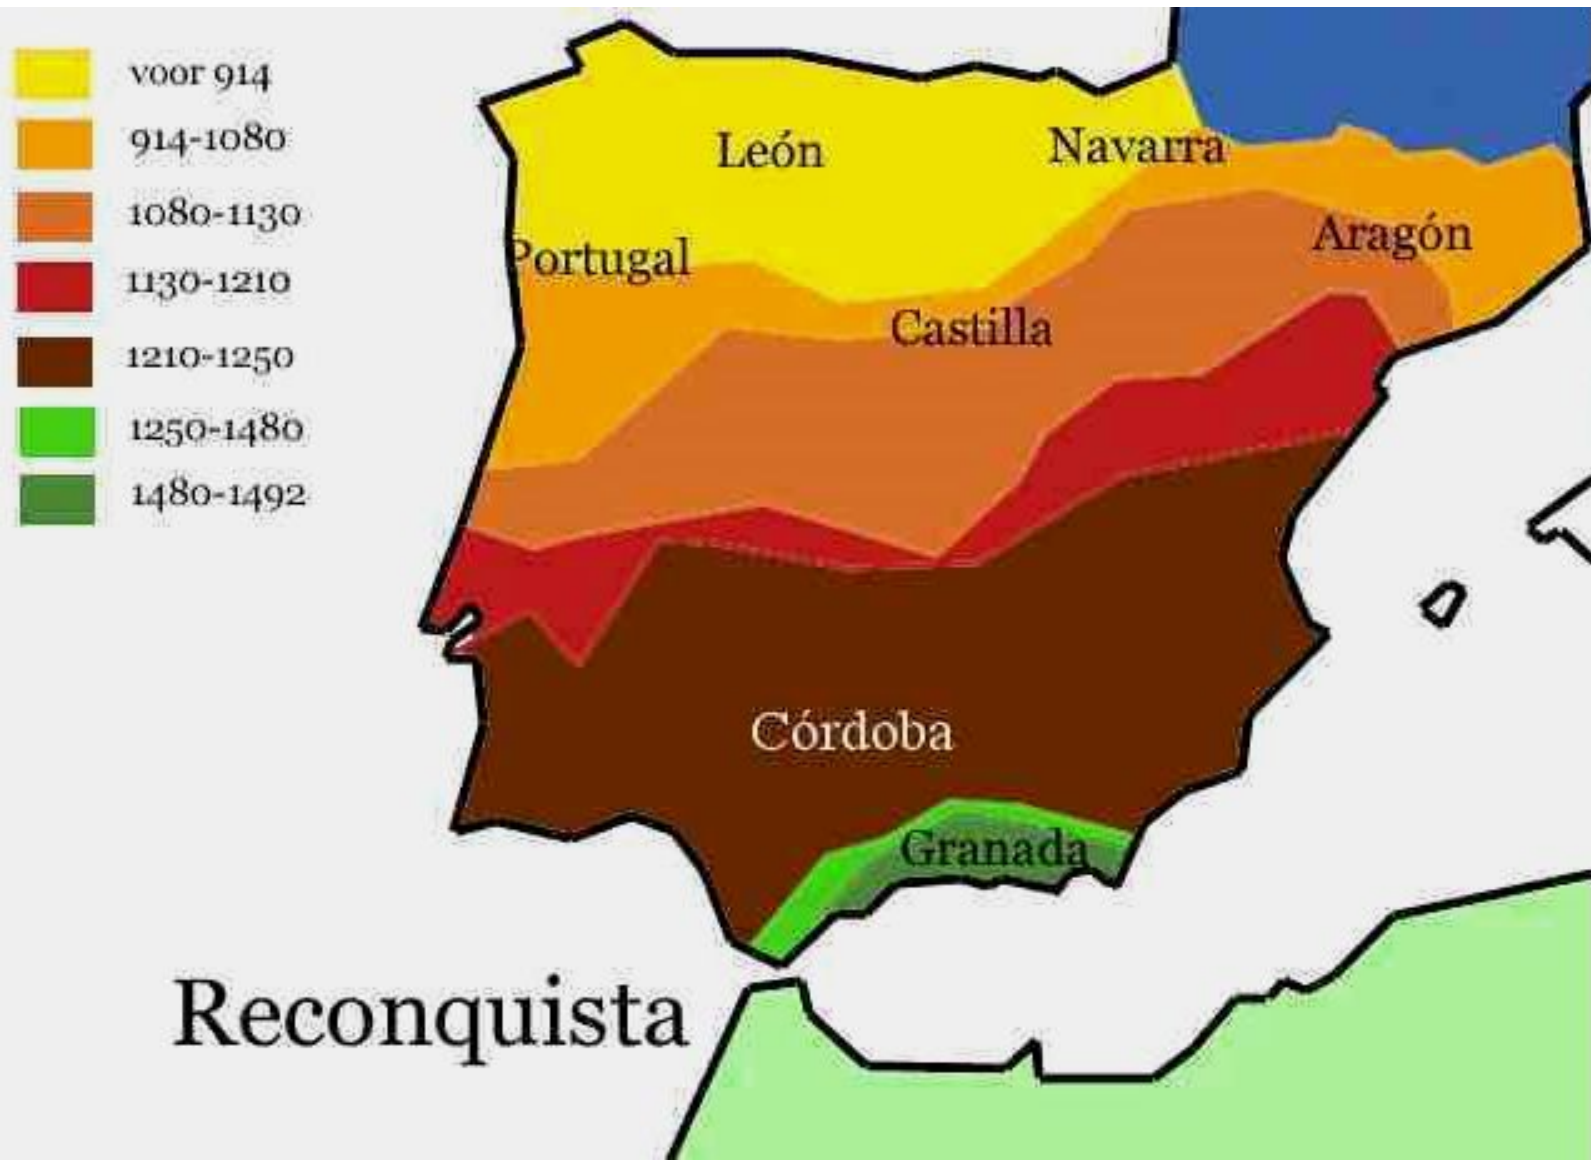 voor 914
914-1080
1080-1130
1130-1210
1210-1250
1250-1480
1480-1492
León
Navarra
Portugal
Aragón
Castilla
Córdoba
Granada
Reconquista